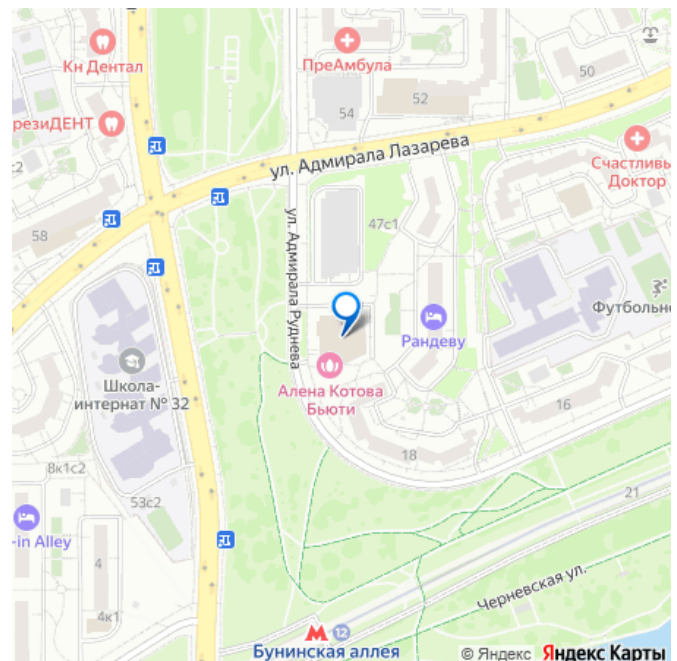 Кн Дентал
ПреАмбула
50
52
54
резиДЕНТ
с2
ул. Адмирала Лазарева
Счастливы
Доктор
58
47с1
ул. Адмирала Руднева
Футбольн
Рандеву
Школа-
интернат № 32
Алена Котова
Бьюти
16
18
8к1с2
21
53с2
-in Alley
4
4к1
Черневская ул.
М 12
Бунинская аллея
© Яндекс Яндекс Карты